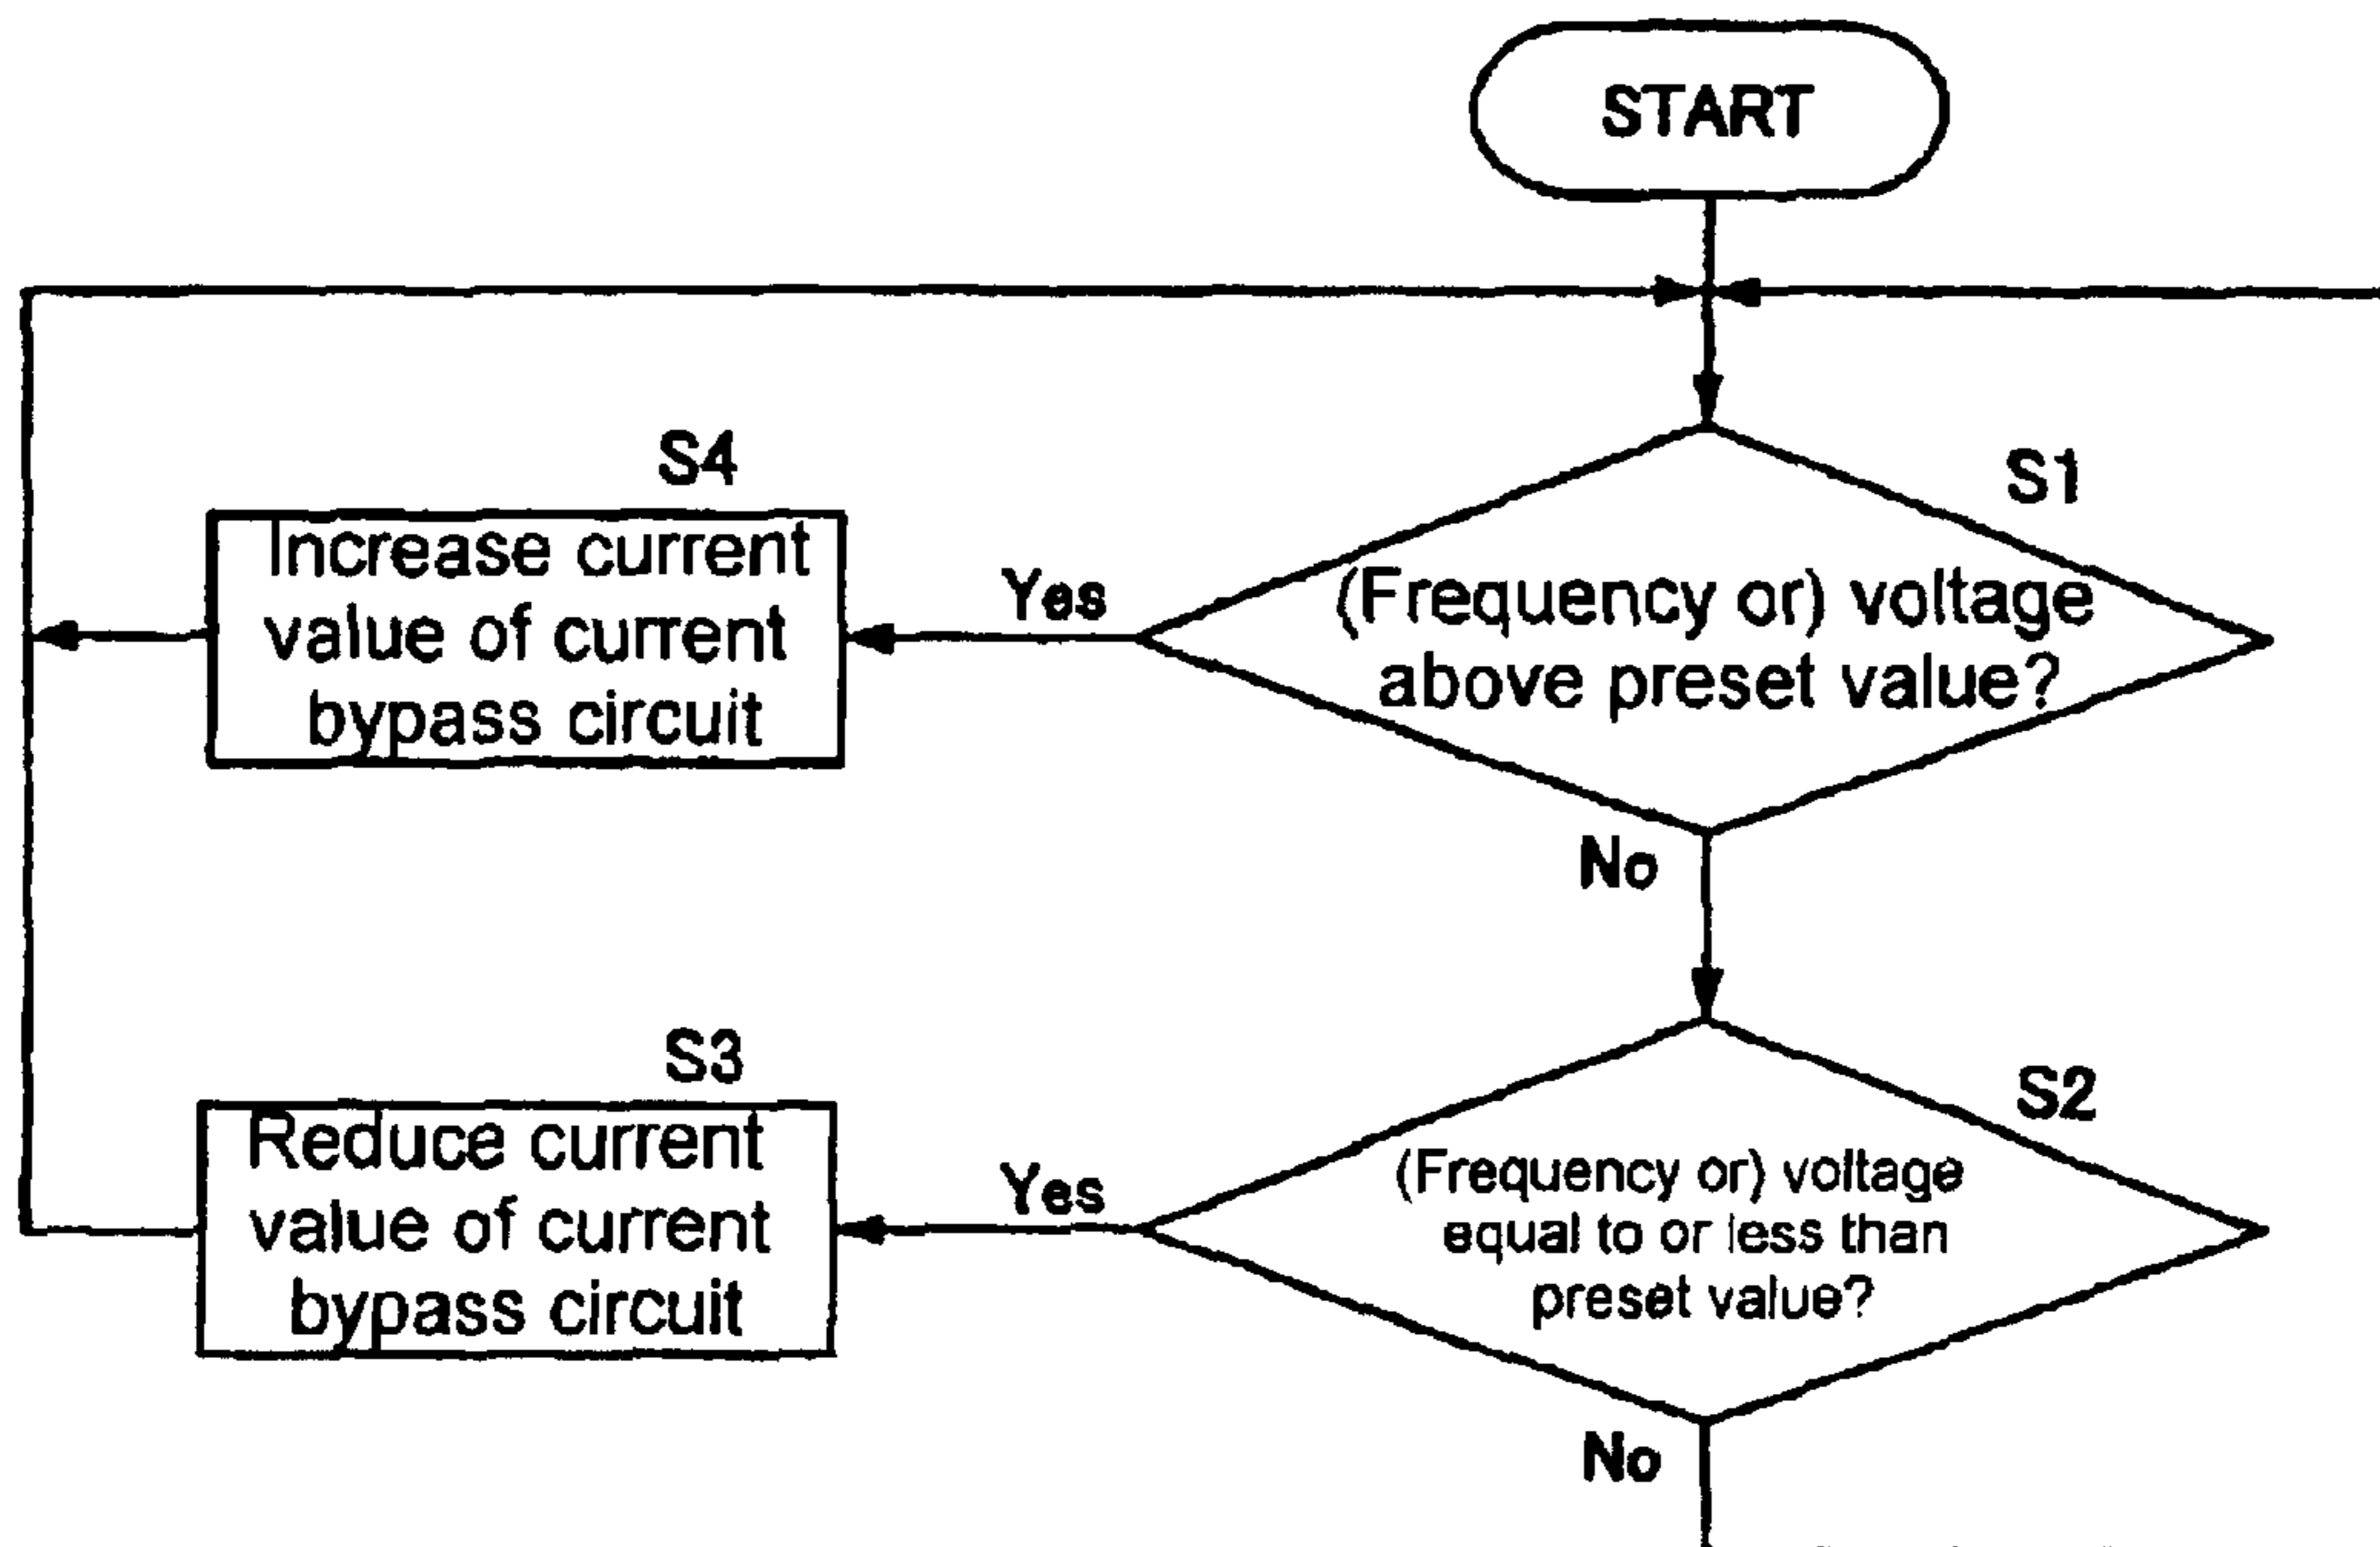 START
S4
Increase current
value of current
bypass circuit
Yes
S1
(Frequency or) voltage
above preset value?
No
S3
Reduce current
value of current
bypass circuit
Yes
S2
(Frequency or) voltage
equal to or less than
preset value?
No